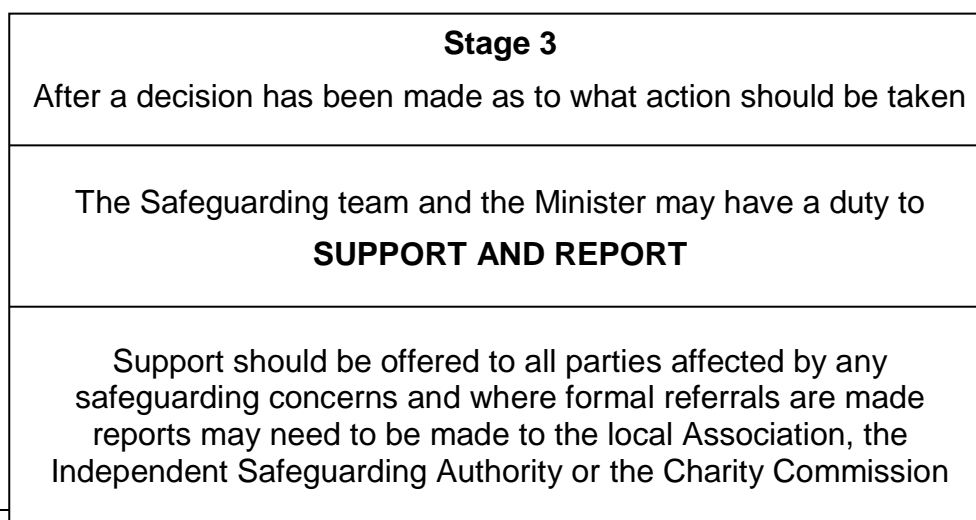 Stage 3
After a decision has been made as to what action should be taken
The Safeguarding team and the Minister may have a duty to
SUPPORT AND REPORT
Support should be offered to all parties affected by any
safeguarding concerns and where formal referrals are made
reports may need to be made to the local Association, the
Independent Safeguarding Authority or the Charity Commission